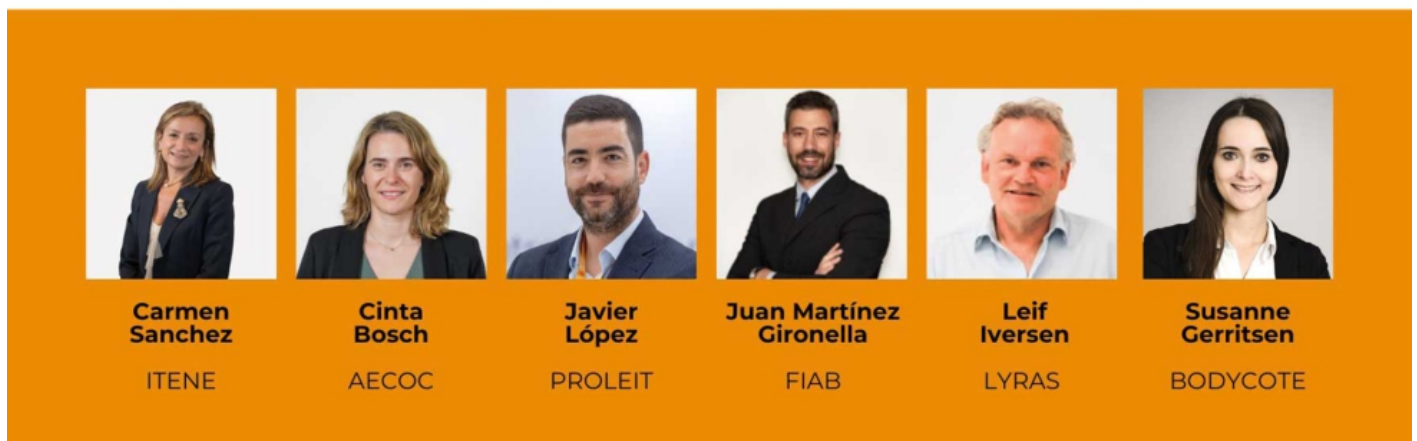 Carmen
Sanchez
ITENE
Cinta
Bosch
AECOC
Javier
López
PROLEIT
Juan Martínez
Gironella
FIAB
Leif
Iversen
LYRAS
Susanne
Gerritsen
BODYCOTE